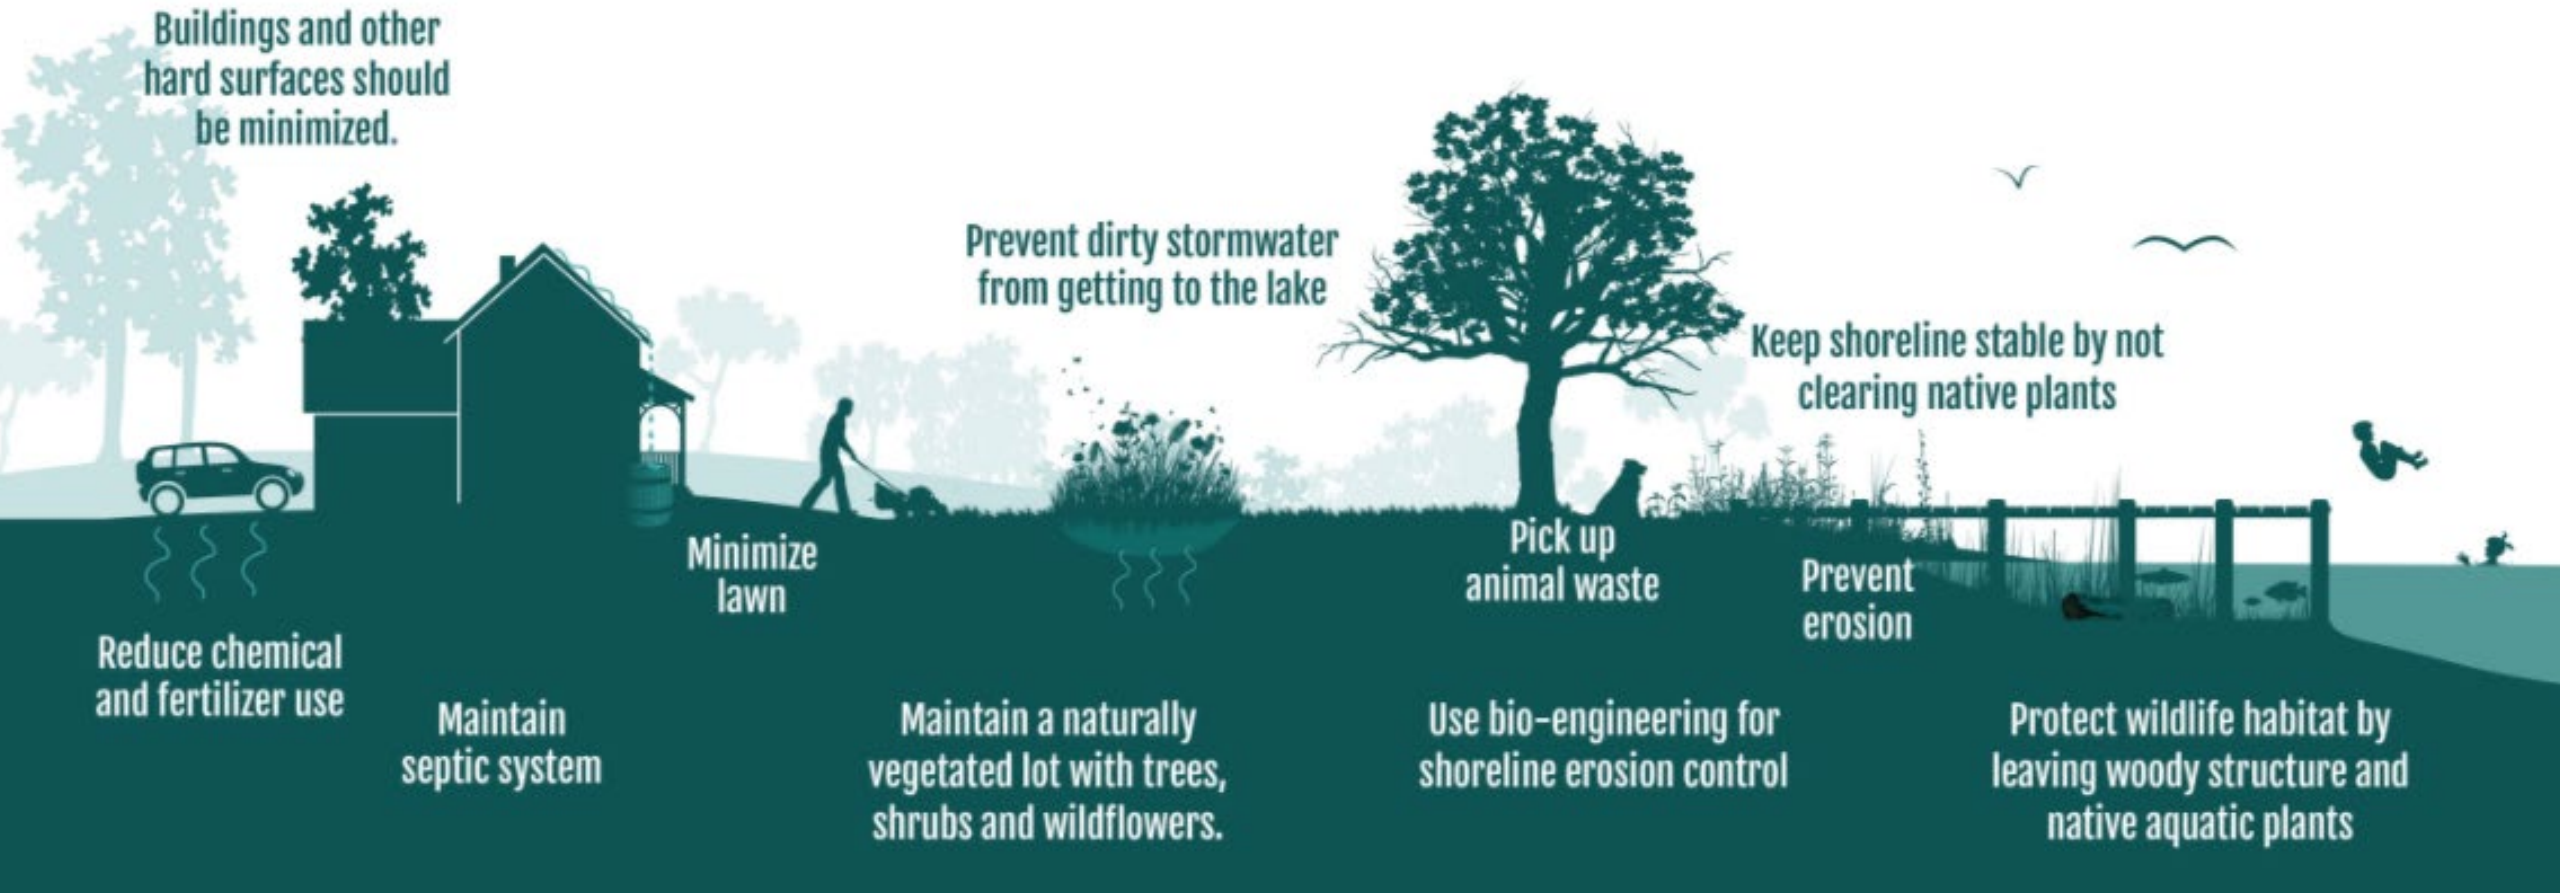 Buildings and other
hard surfaces should
be minimized.
Prevent dirty stormwater
from getting to the lake
Keep shoreline stable by not
clearing native plants
Minimize
lawn
Pick up
animal waste
Prevent
erosion
Reduce chemical
and fertilizer use
Maintain
septic system
Maintain a naturally
vegetated lot with trees,
shrubs and wildflowers.
Use bio-engineering for
shoreline erosion control
Protect wildlife habitat by
leaving woody structure and
native aquatic plants